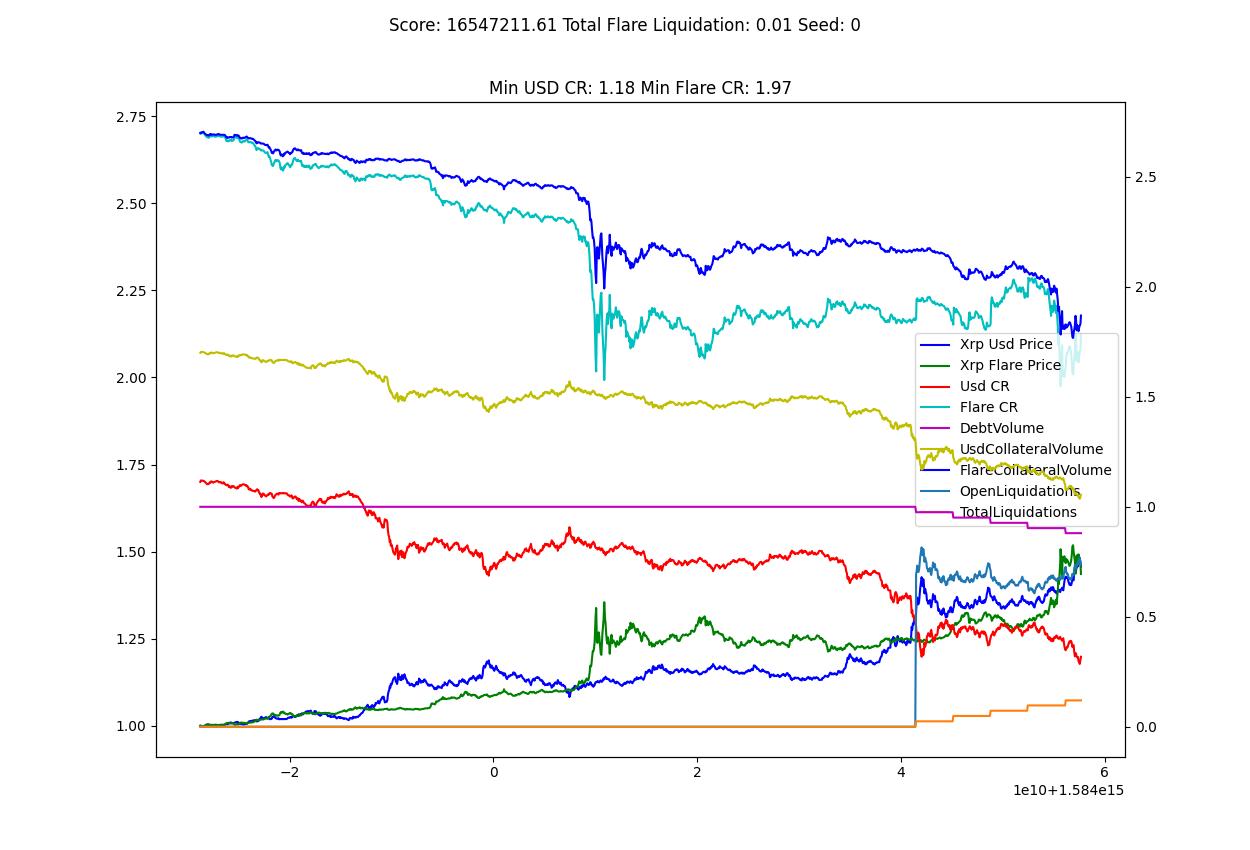 Score: 16547211.61 Total Flare Liquidation: 0.01 Seed: 0
Min USD CR: 1.18 Min Flare CR: 1.97
2.75
2.50
2.25
2.00
1.75
1.50
1.25
1.00
2.5
2.0
1.5
1.0
0.5
0.0
Xrp Usd Price
Xrp Flare Price
Usd CR
Flare CR
DebtVolume
UsdCollateralVolume
FlareCollateralVolume
OpenLiquidations
TotalLiquidations
−2 0 2 4 6
1e10+1.584e15